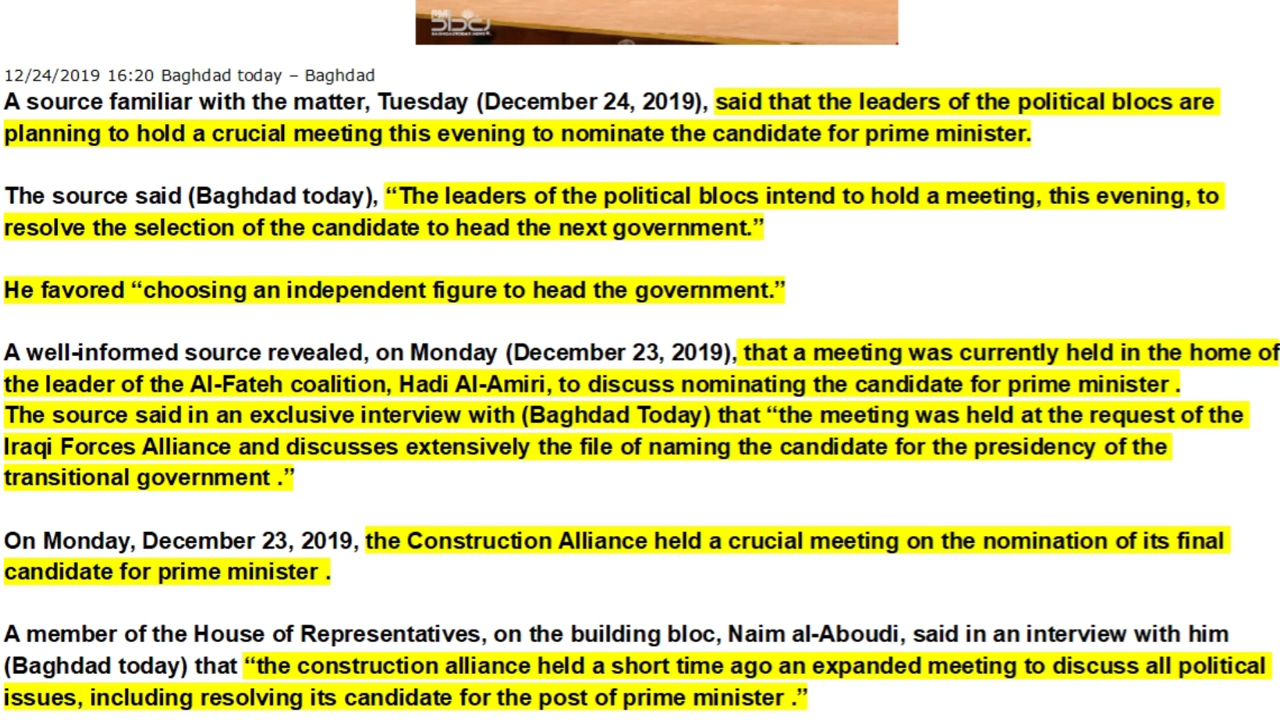 12/24/2019 16:20 Baghdad today – Baghdad
A source familiar with the matter, Tuesday (December 24, 2019), said that the leaders of the political blocs are
planning to hold a crucial meeting this evening to nominate the candidate for prime minister.
The source said (Baghdad today), “The leaders of the political blocs intend to hold a meeting, this evening, to
resolve the selection of the candidate to head the next government.”
He favored “choosing an independent figure to head the government.”
A well-informed source revealed, on Monday (December 23, 2019), that a meeting was currently held in the home of
the leader of the Al-Fateh coalition, Hadi Al-Amiri, to discuss nominating the candidate for prime minister .
The source said in an exclusive interview with (Baghdad Today) that “the meeting was held at the request of the
Iraqi Forces Alliance and discusses extensively the file of naming the candidate for the presidency of the
transitional government .”
On Monday, December 23, 2019, the Construction Alliance held a crucial meeting on the nomination of its final
candidate for prime minister .
A member of the House of Representatives, on the building bloc, Naim al-Aboudi, said in an interview with him
(Baghdad today) that “the construction alliance held a short time ago an expanded meeting to discuss all political
issues, including resolving its candidate for the post of prime minister .”